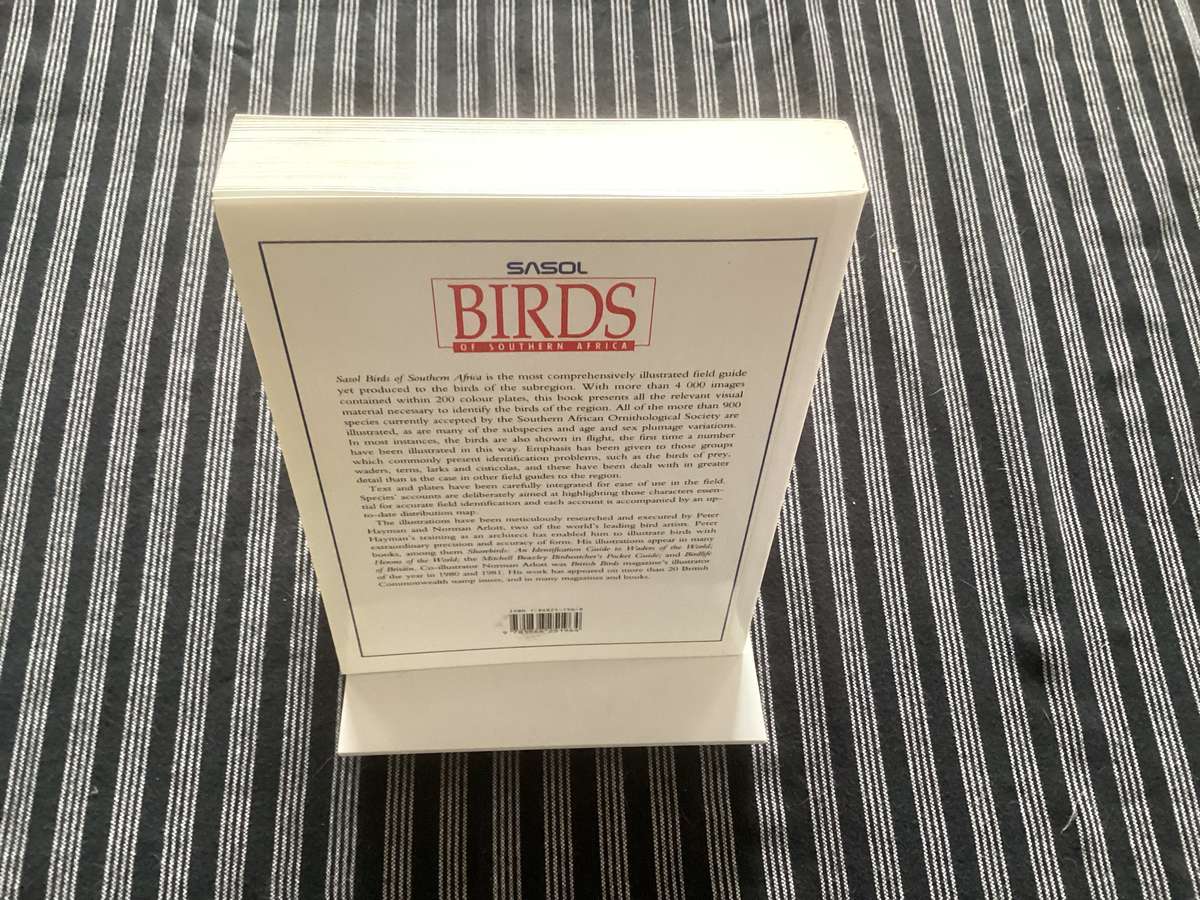 SASOL
BIRDS
OF SOUTHERN AFRICA
Sasol Birds of Southern Africa is the most comprehensively illustrated field guide
yet produced to the birds of the subregion. With more than 4 000 images
contained within 200 colour plates, this book presents all the relevant visual
material necessary to identify the birds of the region. All of the more than 900
species currently accepted by the Southern African Ornithological Society are
illustrated, as are many of the subspecies and age and sex plumage variations.
In most instances, the birds are also shown in flight, the first time a number
have been illustrated in this way. Emphasis has been given to those groups
which commonly present identification problems, such as the birds of prey,
waders, terns, larks and cisticolas, and these have been dealt with in greater
detail than is the case in other field guides to the region.
Text and plates have been carefully integrated for ease of use in the field.
Species' accounts are deliberately aimed at highlighting those characters essen-
tial for accurate field identification and each account is accompanied by an up-
to-date distribution map.
The illustrations have been meticulously researched and executed by Peter
Hayman and Norman Arlott, two of the world's leading bird artists. Peter
Hayman's training as an architect has enabled him to illustrate birds with
extraordinary precision and accuracy of form. His illustrations appear in many
books, among them Shorebirds: An Identification Guide to Waders of the World;
Herons of the World; the Mitchell Beazley Birdwatcher's Pocket Guide; and Birdlife
of Britain. Co-illustrator Norman Arlott was British Birds magazine's illustrator
of the year in 1980 and 1981. His work has appeared on more than 20 British
Commonwealth stamp issues, and in many magazines and books.
ISBN